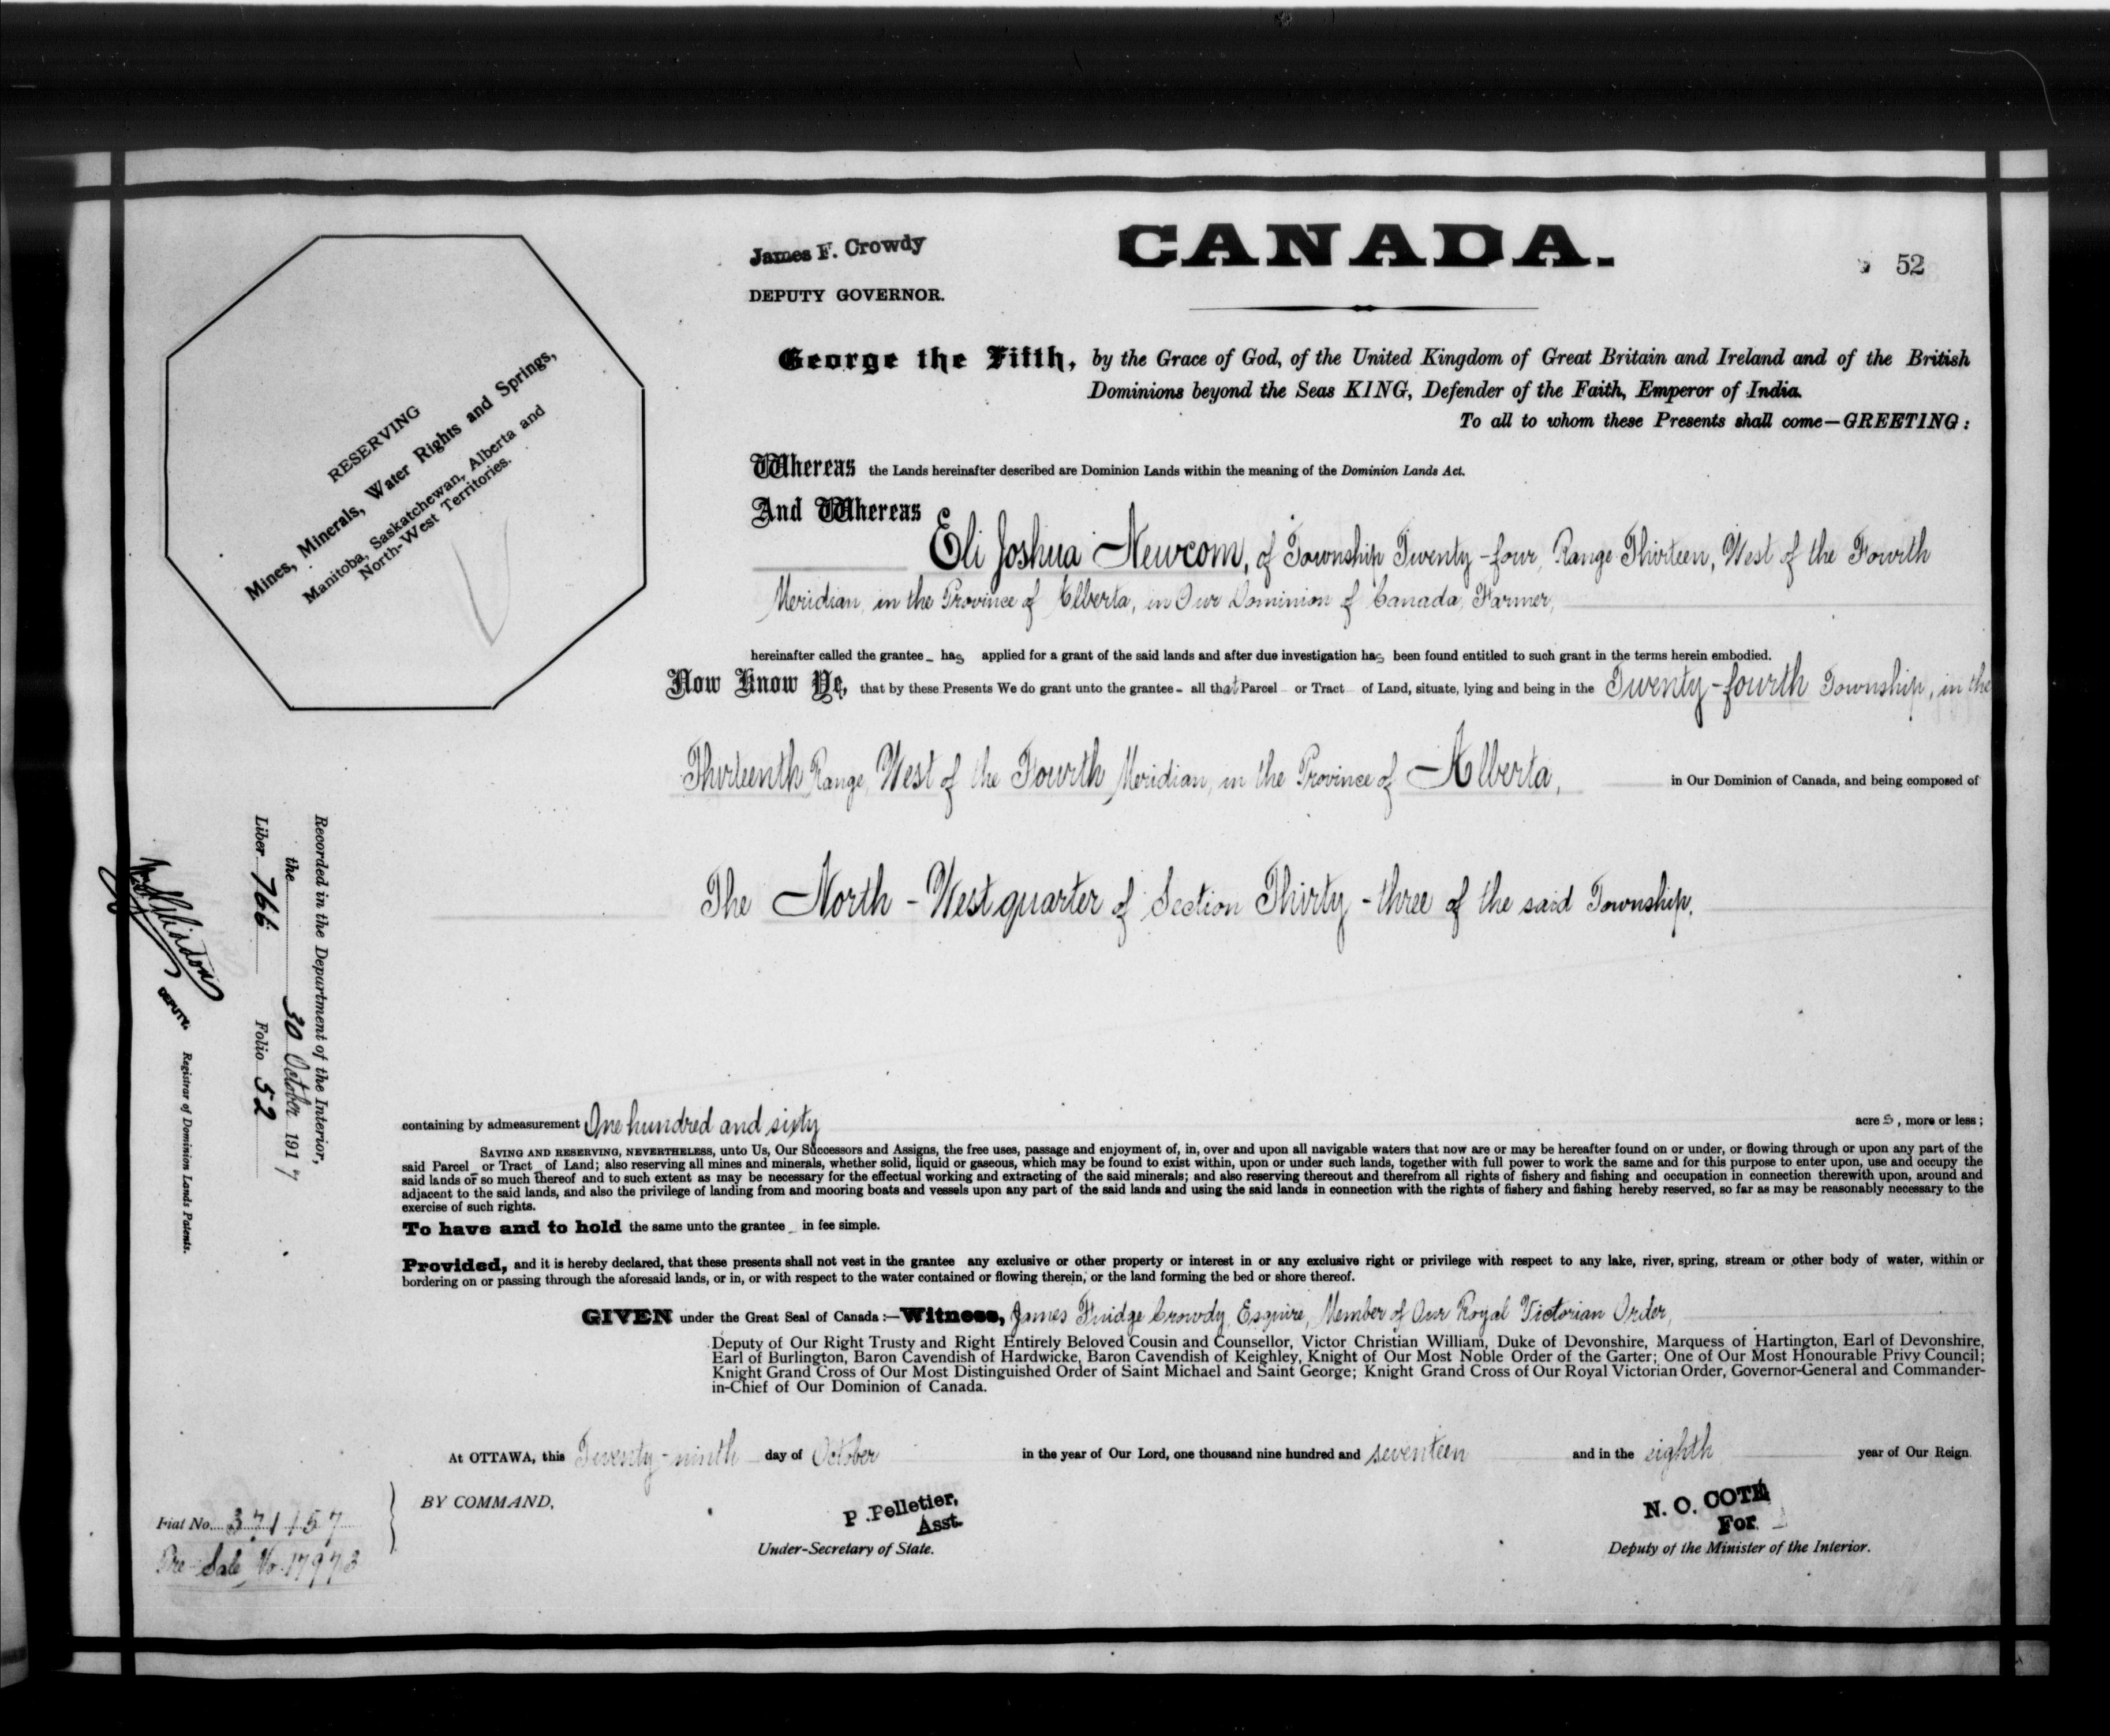 James F. Crowdy
DEPUTY GOVERNOR.
CANADA.
52
RESERVING
Mines, Minerals, Water Rights and Springs,
Manitoba, Saskatchewan, Alberta and
North-West Territories.
George the Fifth, by the Grace of God, of the United Kingdom of Great Britain and Ireland and of the British
Dominions beyond the Seas KING, Defender of the Faith, Emperor of India.
To all to whom these Presents shall come—GREETING:
Whereas the Lands hereinafter described are Dominion Lands within the meaning of the Dominion Lands Act.
And Whereas
Eli Joshua Newcom, of Township Twenty-four, Range Thirteen, West of the Fourth
Meridian, in the Province of Alberta, in Our Dominion of Canada, Farmer,
hereinafter called the grantee has applied for a grant of the said lands and after due investigation has been found entitled to such grant in the terms herein embodied.
Now Know Ye, that by these Presents We do grant unto the grantee - all that Parcel or Tract of Land, situate, lying and being in the Twenty-fourth Township, in the
Thirteenth Range, West of the Fourth Meridian, in the Province of Alberta, in Our Dominion of Canada, and being composed of
The North-West quarter of Section Thirty-three of the said Township.
Recorded in the Department of the Interior,
the 30 October 1917
Liber 766 Folio 52
DEPUTY.
Registrar of Dominion Lands Patents.
containing by admeasurement One hundred and sixty acres, more or less;
SAVING AND RESERVING, NEVERTHELESS, unto Us, Our Successors and Assigns, the free uses, passage and enjoyment of, in, over and upon all navigable waters that now are or may be hereafter found on or under, or flowing through or upon any part of the
said Parcel or Tract of Land; also reserving all mines and minerals, whether solid, liquid or gaseous, which may be found to exist within, upon or under such lands, together with full power to work the same and for this purpose to enter upon, use and occupy the
said lands or so much thereof and to such extent as may be necessary for the effectual working and extracting of the said minerals; and also reserving thereout and therefrom all rights of fishery and fishing and occupation in connection therewith upon, around and
adjacent to the said lands, and also the privilege of landing from and mooring boats and vessels upon any part of the said lands and using the said lands in connection with the rights of fishery and fishing hereby reserved, so far as may be reasonably necessary to the
exercise of such rights.
To have and to hold the same unto the grantee in fee simple.
Provided, and it is hereby declared, that these presents shall not vest in the grantee any exclusive or other property or interest in or any exclusive right or privilege with respect to any lake, river, spring, stream or other body of water, within or
bordering on or passing through the aforesaid lands, or in, or with respect to the water contained or flowing therein, or the land forming the bed or shore thereof.
GIVEN under the Great Seal of Canada:—Witness, James Fuidge Crowdy, Esquire, Member of Our Royal Victorian Order,
Deputy of Our Right Trusty and Right Entirely Beloved Cousin and Counsellor, Victor Christian William, Duke of Devonshire, Marquess of Hartington, Earl of Devonshire,
Earl of Burlington, Baron Cavendish of Hardwicke, Baron Cavendish of Keighley, Knight of Our Most Noble Order of the Garter; One of Our Most Honourable Privy Council;
Knight Grand Cross of Our Most Distinguished Order of Saint Michael and Saint George; Knight Grand Cross of Our Royal Victorian Order, Governor-General and Commander-
in-Chief of Our Dominion of Canada.
At OTTAWA, this Twenty-ninth day of October in the year of Our Lord, one thousand nine hundred and seventeen and in the eighth year of Our Reign.
BY COMMAND,
P. Pelletier,
Asst.
Under-Secretary of State.
N. O. COTÉ
For
Deputy of the Minister of the Interior.
Fiat No. 371157
Pre-Sale No. 17973